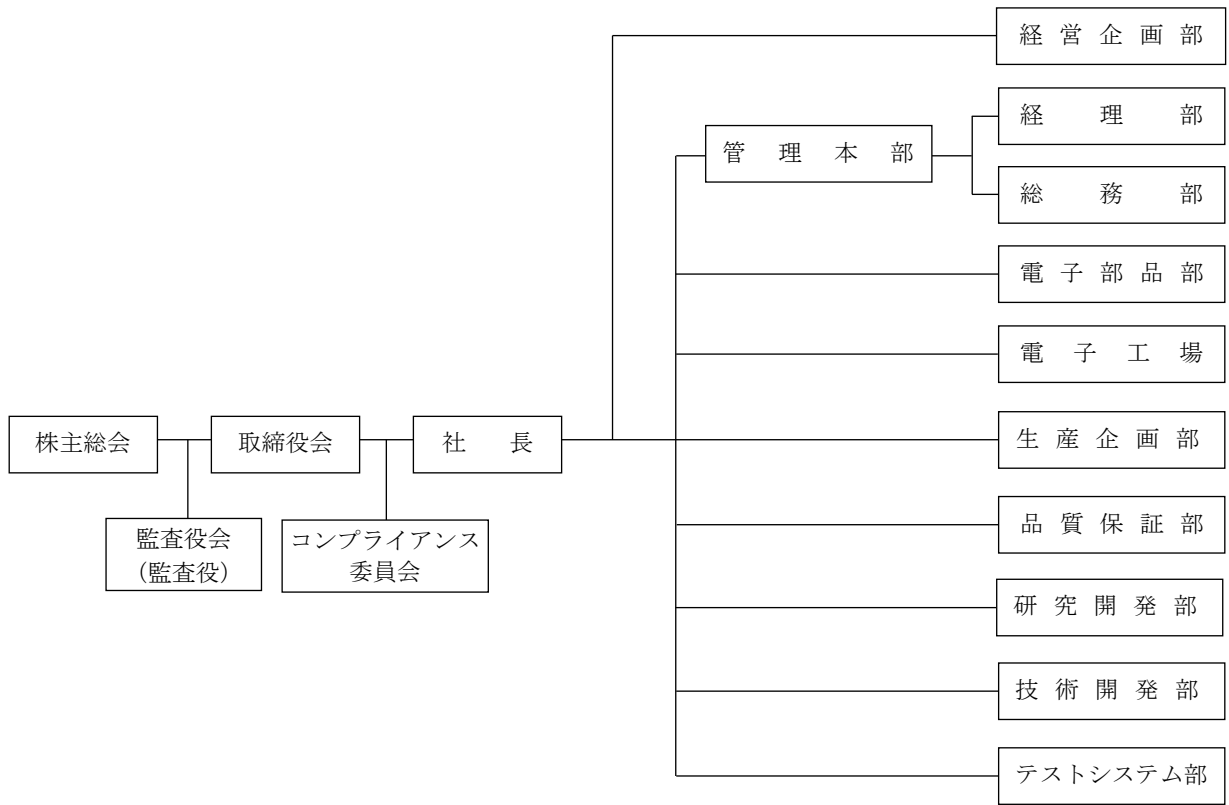 経営企画部
経理部
管理本部
総務部
電子部品部
電子工場
株主総会
取締役会
社長
生産企画部
監査役会
（監査役）
コンプライアンス
委員会
品質保証部
研究開発部
技術開発部
テストシステム部